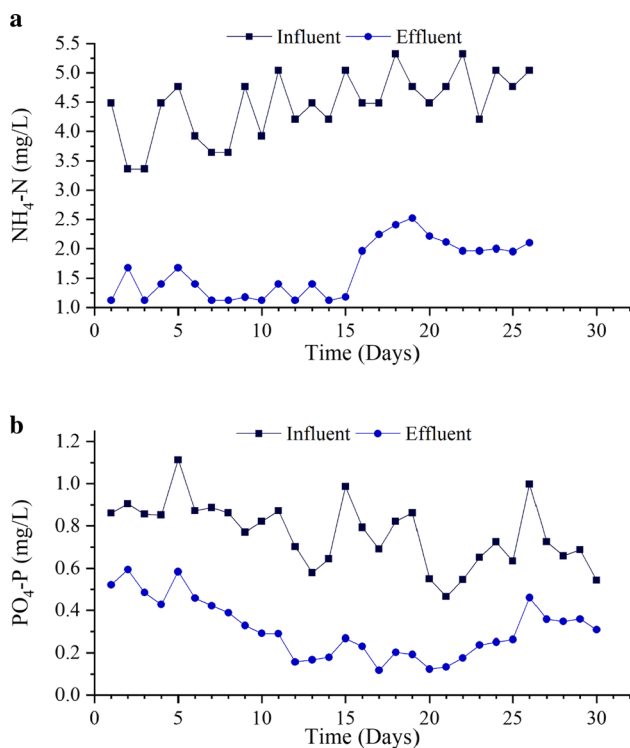 a
Influent Effluent
5.5
5.0
4.5
4.0
3.5
3.0
2.5
2.0
1.5
1.0
NH₄-N (mg/L)
0 5 10 15 20 25 30
Time (Days)
b
Influent Effluent
1.2
1.0
0.8
0.6
0.4
0.2
0.0
PO₄-P (mg/L)
0 5 10 15 20 25 30
Time (Days)